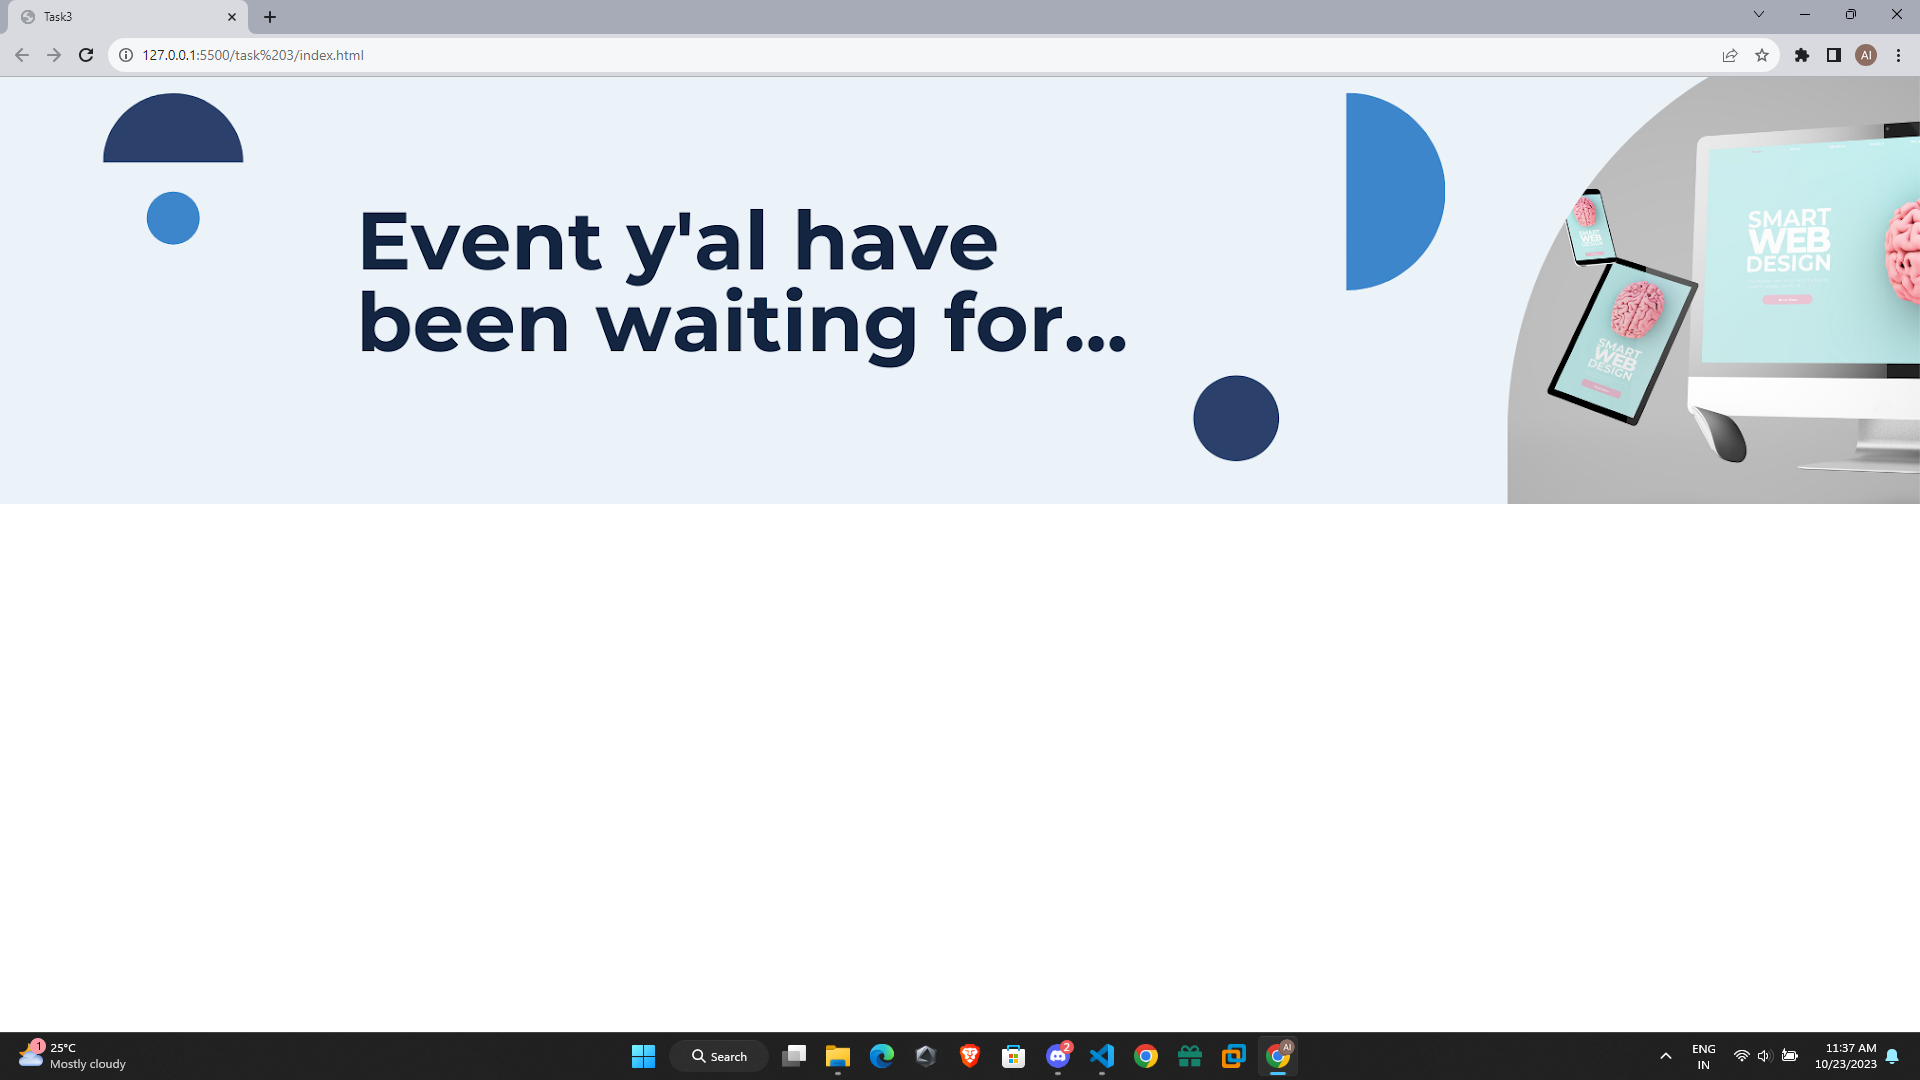 Task3
127.0.0.1:5500/task%203/index.html
AI
Event y'al have
been waiting for...
SMART
WEB
DESIGN
SMART
WEB
DESIGN
SMART
WEB
DESIGN
1
25°C
Mostly cloudy
Search
2
AI
ENG
IN
11:37 AM
10/23/2023